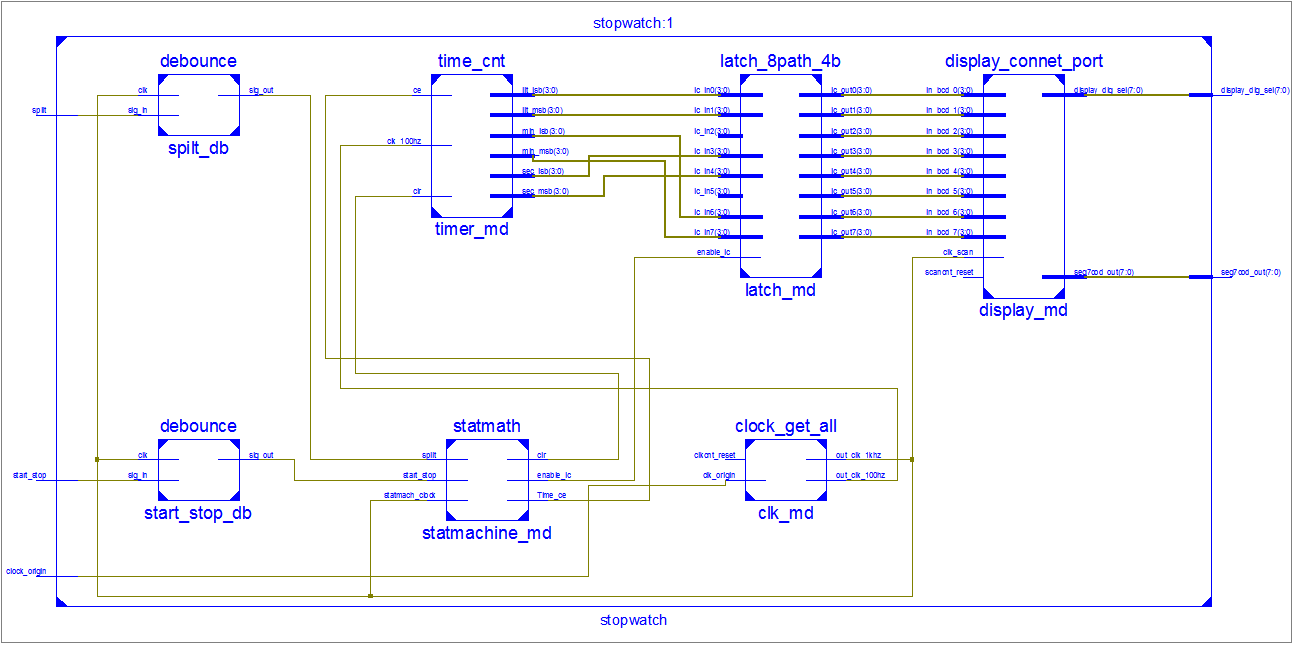 stopwatch:1
debounce
clk
sig_in
sig_out
spilt_db
split
time_cnt
ce
clk_100hz
clr
lit_lsb(3:0)
lit_msb(3:0)
min_lsb(3:0)
min_msb(3:0)
sec_lsb(3:0)
sec_msb(3:0)
timer_md
latch_8path_4b
lc_in0(3:0)
lc_in1(3:0)
lc_in2(3:0)
lc_in3(3:0)
lc_in4(3:0)
lc_in5(3:0)
lc_in6(3:0)
lc_in7(3:0)
enable_lc
lc_out0(3:0)
lc_out1(3:0)
lc_out2(3:0)
lc_out3(3:0)
lc_out4(3:0)
lc_out5(3:0)
lc_out6(3:0)
lc_out7(3:0)
latch_md
display_connet_port
in_bcd_0(3:0)
in_bcd_1(3:0)
in_bcd_2(3:0)
in_bcd_3(3:0)
in_bcd_4(3:0)
in_bcd_5(3:0)
in_bcd_6(3:0)
in_bcd_7(3:0)
clk_scan
scancnt_reset
display_dig_sel(7:0)
seg7cod_out(7:0)
display_md
display_dig_sel(7:0)
seg7cod_out(7:0)
debounce
clk
sig_in
sig_out
start_stop_db
start_stop
statmath
split
start_stop
statmach_clock
clr
enable_lc
Time_ce
statmachine_md
clock_get_all
clkcnt_reset
clk_origin
out_clk_1khz
out_clk_100hz
clk_md
clock_origin
stopwatch